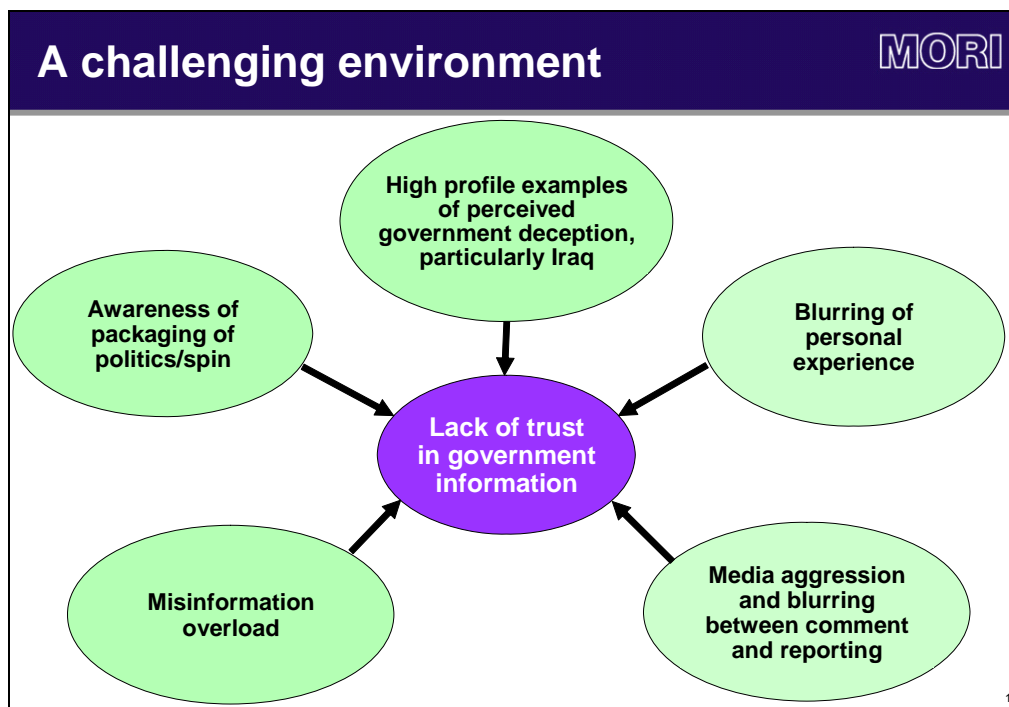 A challenging environment
MORI
High profile examples
of perceived
government deception,
particularly Iraq
Awareness of
packaging of
politics/spin
Blurring of
personal
experience
Lack of trust
in government
information
Misinformation
overload
Media aggression
and blurring
between comment
and reporting
1